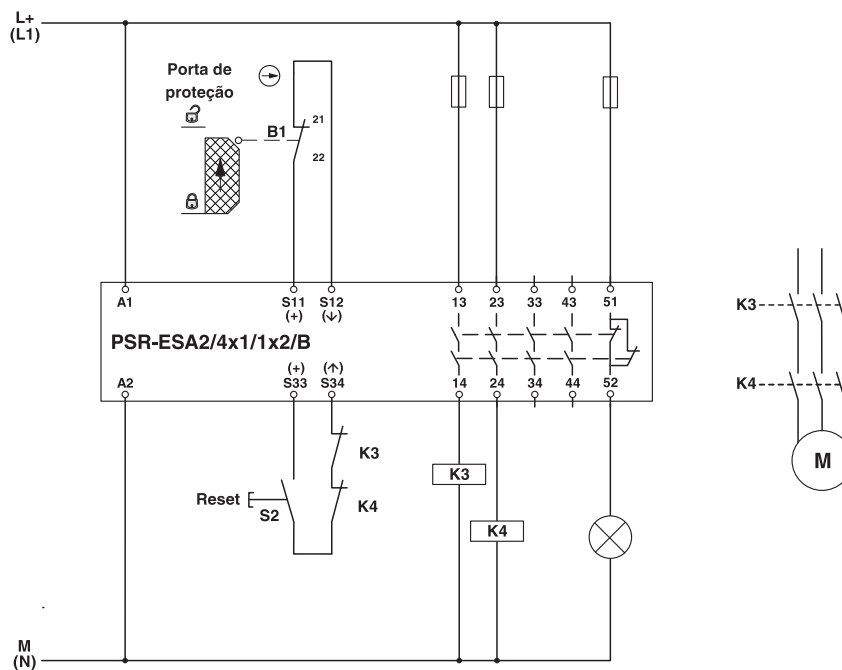 L+
(L1)
Porta de
proteção
B1
21
22
A1
S11
(+)
S12
(↓)
13
23
33
43
51
PSR-ESA2/4x1/1x2/B
A2
(+)
S33
(↑)
S34
14
24
34
44
52
K3
K4
Reset
S2
K3
K4
M
(N)
K3
K4
M